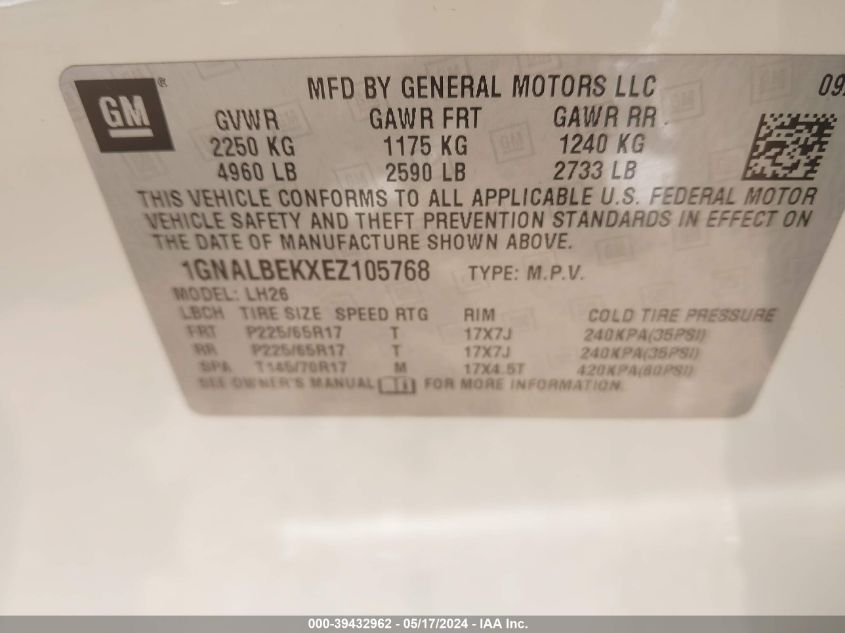 GM ® MFD BY GENERAL MOTORS LLC 09
GVWR GAWR FRT GAWR RR
2250 KG 1175 KG 1240 KG
4960 LB 2590 LB 2733 LB
THIS VEHICLE CONFORMS TO ALL APPLICABLE U.S. FEDERAL MOTOR
VEHICLE SAFETY AND THEFT PREVENTION STANDARDS IN EFFECT ON
THE DATE OF MANUFACTURE SHOWN ABOVE.
1GNALBEKXEZ105768 TYPE: M.P.V.
MODEL: LH26
LBCH TIRE SIZE SPEED RTG RIM COLD TIRE PRESSURE
FRT P225/65R17 T 17X7J 240KPA(35PSI)
RR P225/65R17 T 17X7J 240KPA(35PSI)
SPA T145/70R17 M 17X4.5T 420KPA(60PSI)
SEE OWNER'S MANUAL FOR MORE INFORMATION.
000-39432962 - 05/17/2024 - IAA Inc.